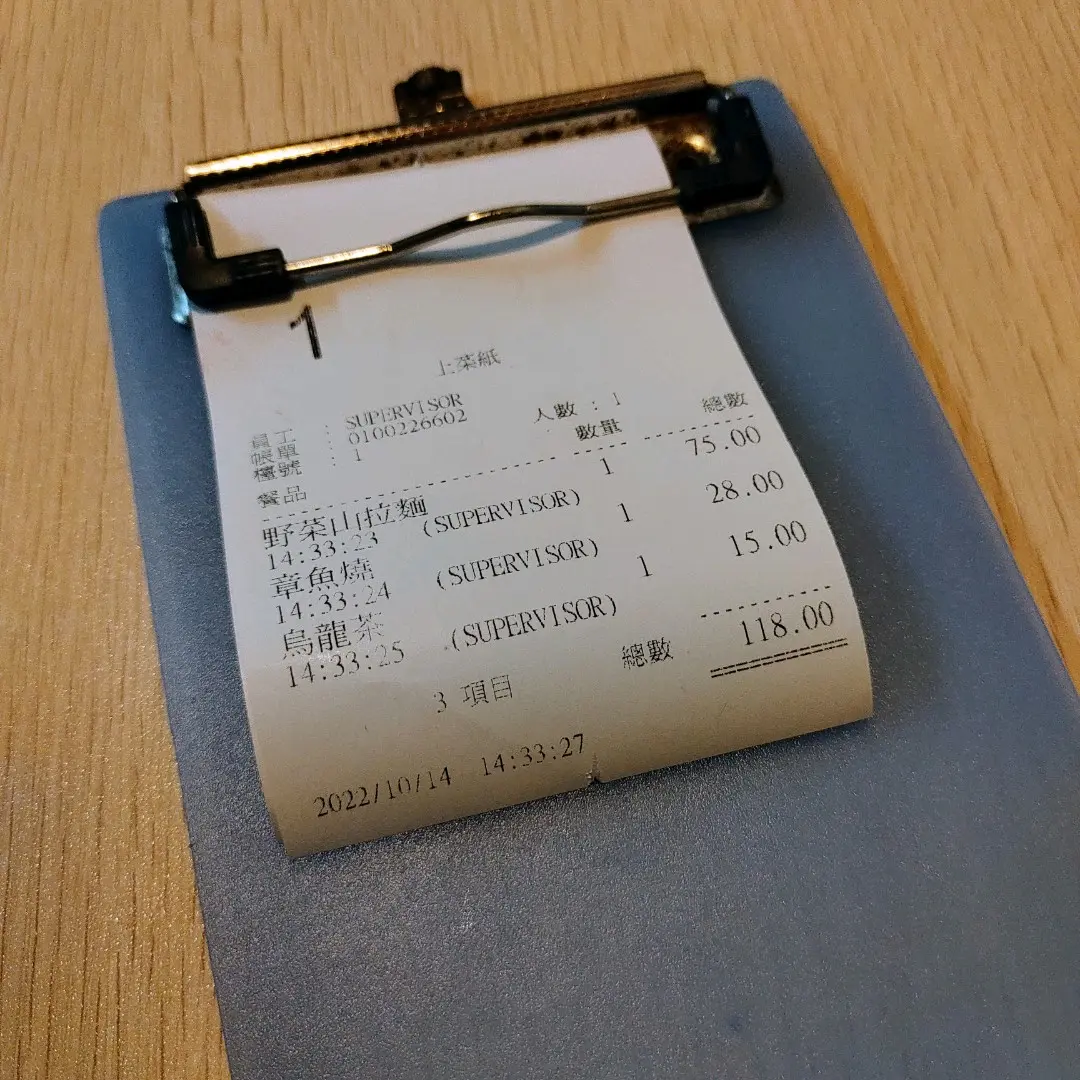 1
上菜紙
員工 : SUPERVISOR
帳單 : 0100226602
檯號 : 1 人數 : 1
餐品 數量 總數
野菜山拉麵 1 75.00
14:33:23 (SUPERVISOR)
章魚燒 1 28.00
14:33:24 (SUPERVISOR)
烏龍茶 1 15.00
14:33:25 (SUPERVISOR)
3 項目 總數 118.00
2022/10/14 14:33:27